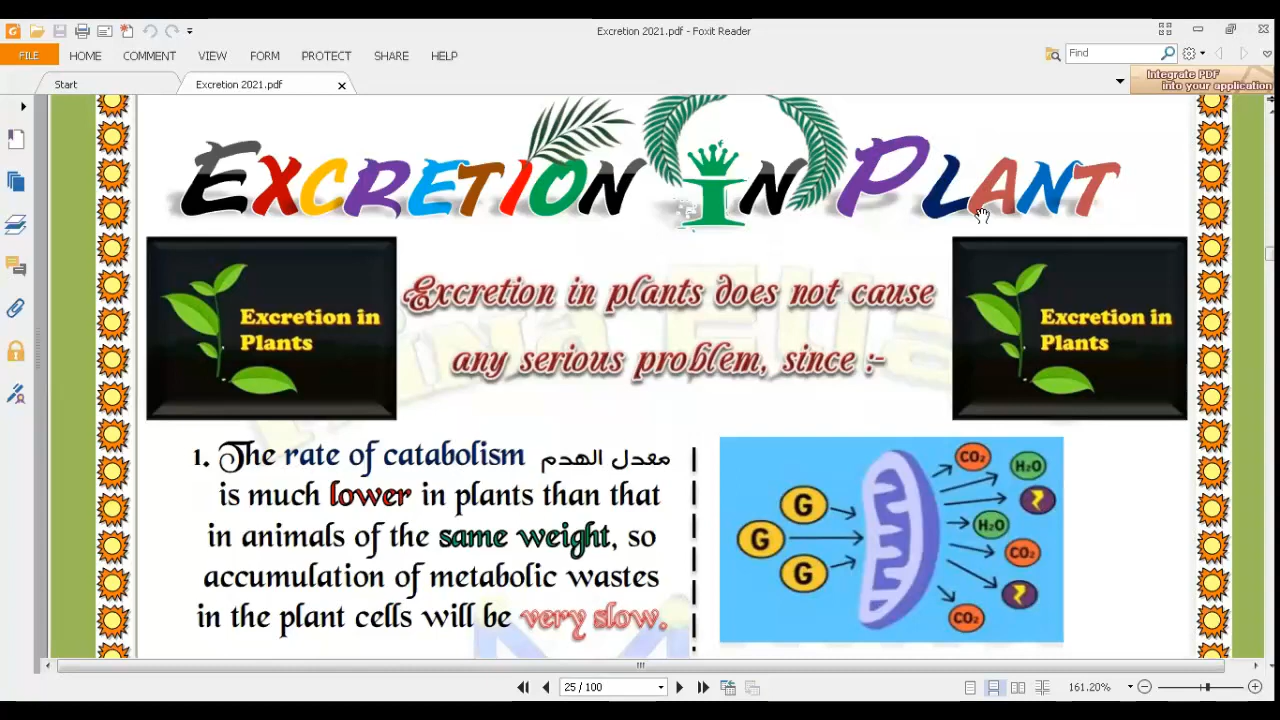 Excretion 2021.pdf - Foxit Reader
FILE HOME COMMENT VIEW FORM PROTECT SHARE HELP
Find
Start
Excretion 2021.pdf
Integrate PDF
into your application
EXCRETION IN PLANT
Excretion in
Plants
Excretion in plants does not cause
any serious problem, since :-
Excretion in
Plants
1. The rate of catabolism معدل الهدم
is much lower in plants than that
in animals of the same weight, so
accumulation of metabolic wastes
in the plant cells will be very slow.
G
G
G
CO₂
H₂O
H₂O
CO₂
CO₂
25 / 100
161.20%